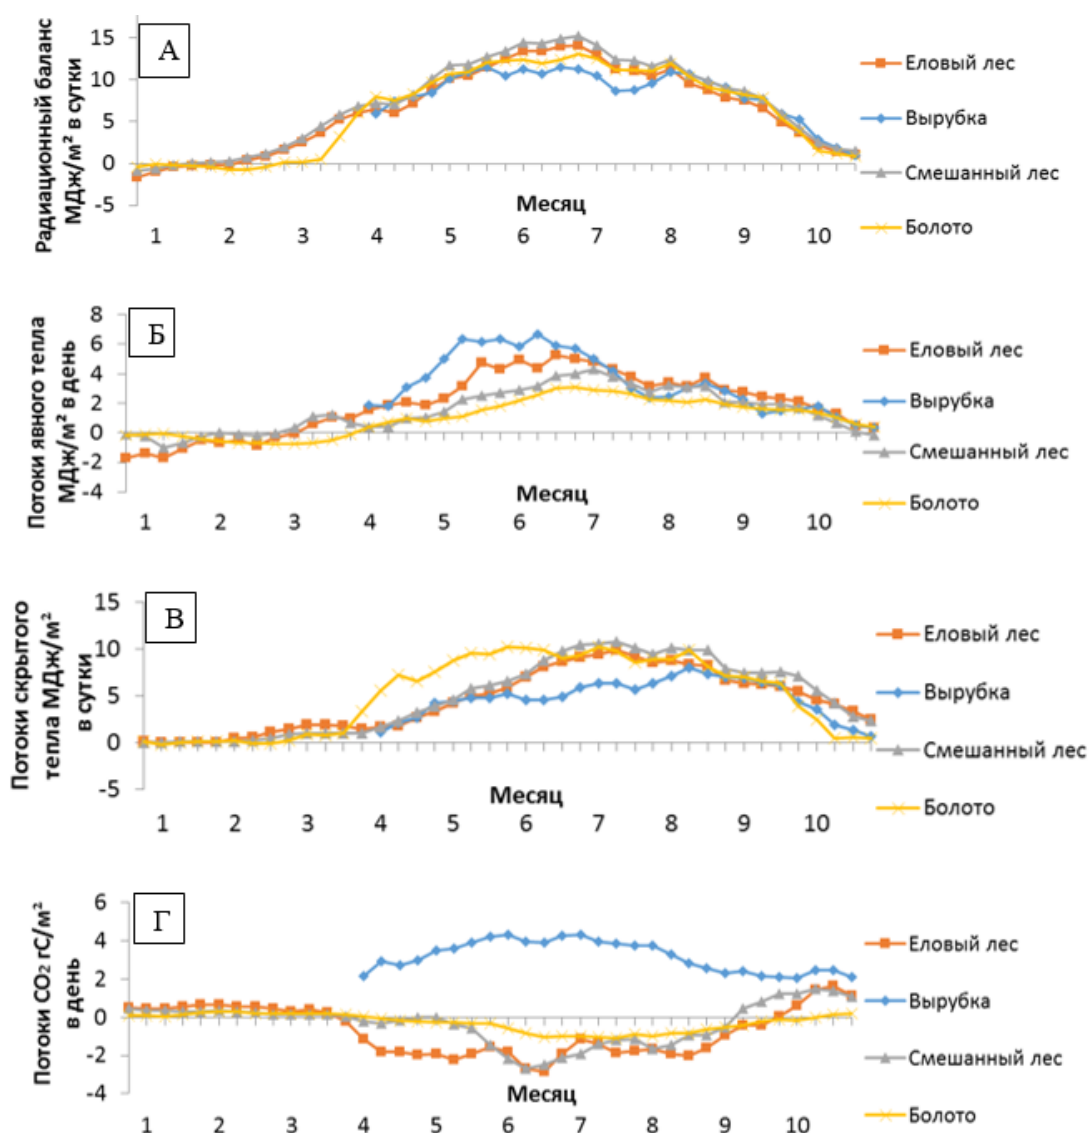 А
Радиационный баланс
МДж/м² в сутки
15
10
5
0
-5
Месяц
1 2 3 4 5 6 7 8 9 10
Еловый лес
Вырубка
Смешанный лес
Болото
Б
Потоки явного тепла
МДж/м² в день
8
6
4
2
0
-2
-4
Месяц
1 2 3 4 5 6 7 8 9 10
Еловый лес
Вырубка
Смешанный лес
Болото
В
Потоки скрытого
тепла МДж/м²
в сутки
15
10
5
0
-5
Месяц
1 2 3 4 5 6 7 8 9 10
Еловый лес
Вырубка
Смешанный лес
Болото
Г
Потоки CO₂ гС/м²
в день
6
4
2
0
-2
-4
Месяц
1 2 3 4 5 6 7 8 9 10
Еловый лес
Вырубка
Смешанный лес
Болото